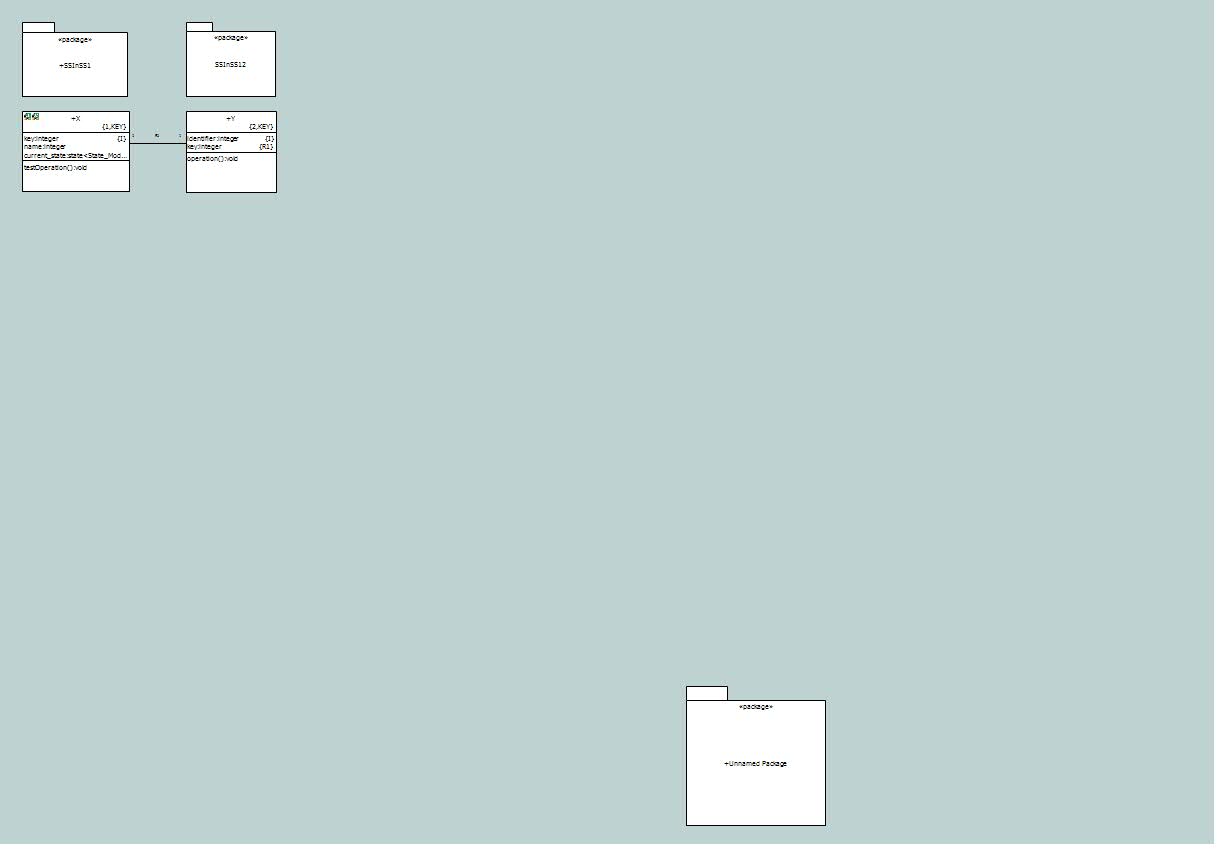 «package»
+SSInSS1
«package»
SSInSS12
+X
{1,KEY}
key:integer {I}
name:integer
current_state:state<State_Mod...
testOperation():void
1 R1 1
+Y
{2,KEY}
identifier:integer {I}
key:integer {R1}
operation():void
«package»
+Unnamed Package